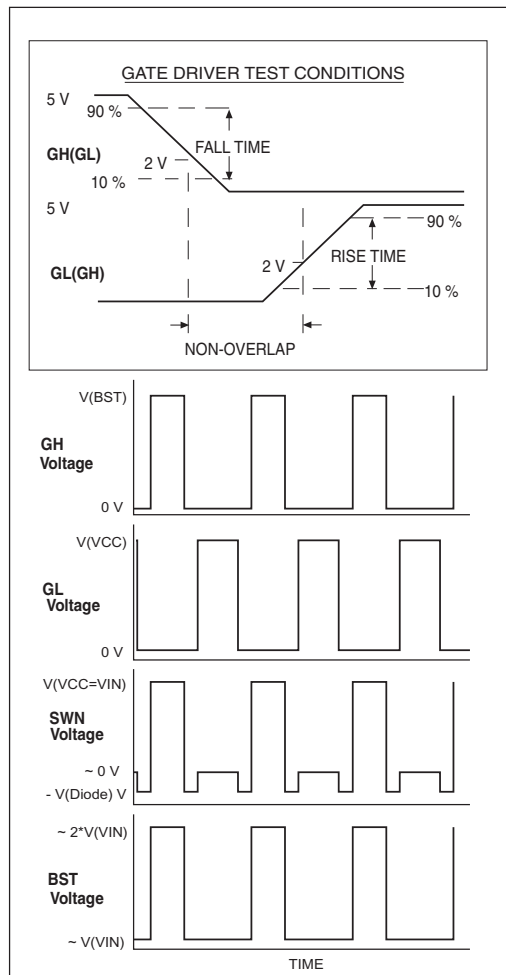 GATE DRIVER TEST CONDITIONS
5 V
90 %
GH(GL)
2 V
FALL TIME
10 %
5 V
90 %
GL(GH)
2 V
RISE TIME
10 %
NON-OVERLAP
V(BST)
GH
Voltage
0 V
V(VCC)
GL
Voltage
0 V
V(VCC=VIN)
SWN
Voltage
~ 0 V
- V(Diode) V
~ 2*V(VIN)
BST
Voltage
~ V(VIN)
TIME